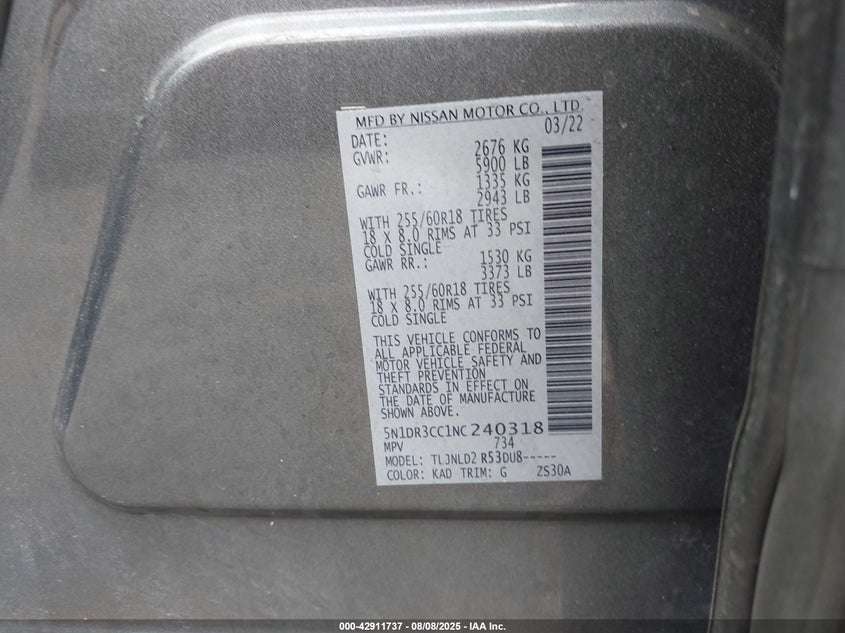 MFD BY NISSAN MOTOR CO., LTD.
DATE: 03/22
GVWR: 2676 KG
5900 LB
GAWR FR.: 1335 KG
2943 LB
WITH 255/60R18 TIRES
18 X 8.0 RIMS AT 33 PSI
COLD SINGLE
GAWR RR.: 1530 KG
3373 LB
WITH 255/60R18 TIRES
18 X 8.0 RIMS AT 33 PSI
COLD SINGLE
THIS VEHICLE CONFORMS TO
ALL APPLICABLE FEDERAL
MOTOR VEHICLE SAFETY AND
THEFT PREVENTION
STANDARDS IN EFFECT ON
THE DATE OF MANUFACTURE
SHOWN ABOVE.
5N1DR3CC1NC240318
MPV 734
MODEL: TLJNLD2 R53DU8-----
COLOR: KAD TRIM: G ZS30A
000-42911737 - 08/08/2025 - IAA Inc.